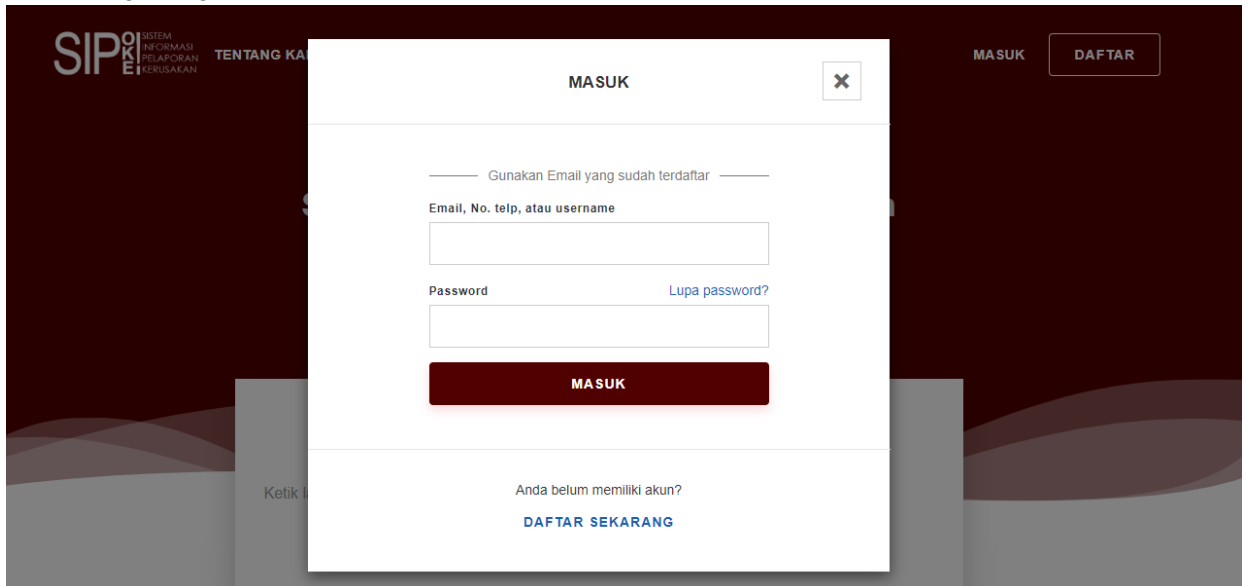 SIP OKE SISTEM INFORMASI PELAPORAN KERUSAKAN
TENTANG KA
MASUK
DAFTAR
MASUK
Gunakan Email yang sudah terdaftar
Email, No. telp, atau username
Password
Lupa password?
MASUK
Ketik l
Anda belum memiliki akun?
DAFTAR SEKARANG